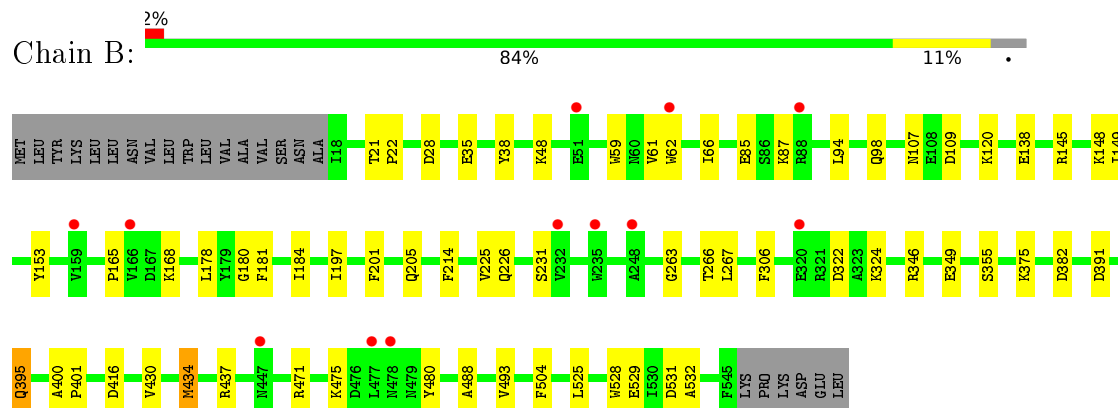 2%
Chain B:
84% 11% •
MET LEU TYR LYS LEU LEU ASN VAL LEU TRP LEU VAL ALA VAL SER ASN ALA I18 T21 P22 D28 E35 Y38 K48 E51 W59 N60 V61 W62 I66 E85 S86 K87 R88 L94 Q98 N107 E108 D109 K120 E138 R145 K148 I149
Y153 V159 P165 V166 D167 K168 L178 Y179 G180 F181 I184 I197 F201 Q205 F214 V225 Q226 S231 V232 W235 A248 G263 T266 L267 F306 E320 R321 D322 A323 K324 R346 E349 S355 K375 D382 D391
Q395 A400 P401 D416 V430 M434 R437 N447 R471 K475 D476 L477 N478 N479 Y480 A488 V493 F504 L525 W528 E529 I530 D531 A532 F545 LYS PRO LYS ASP GLU LEU